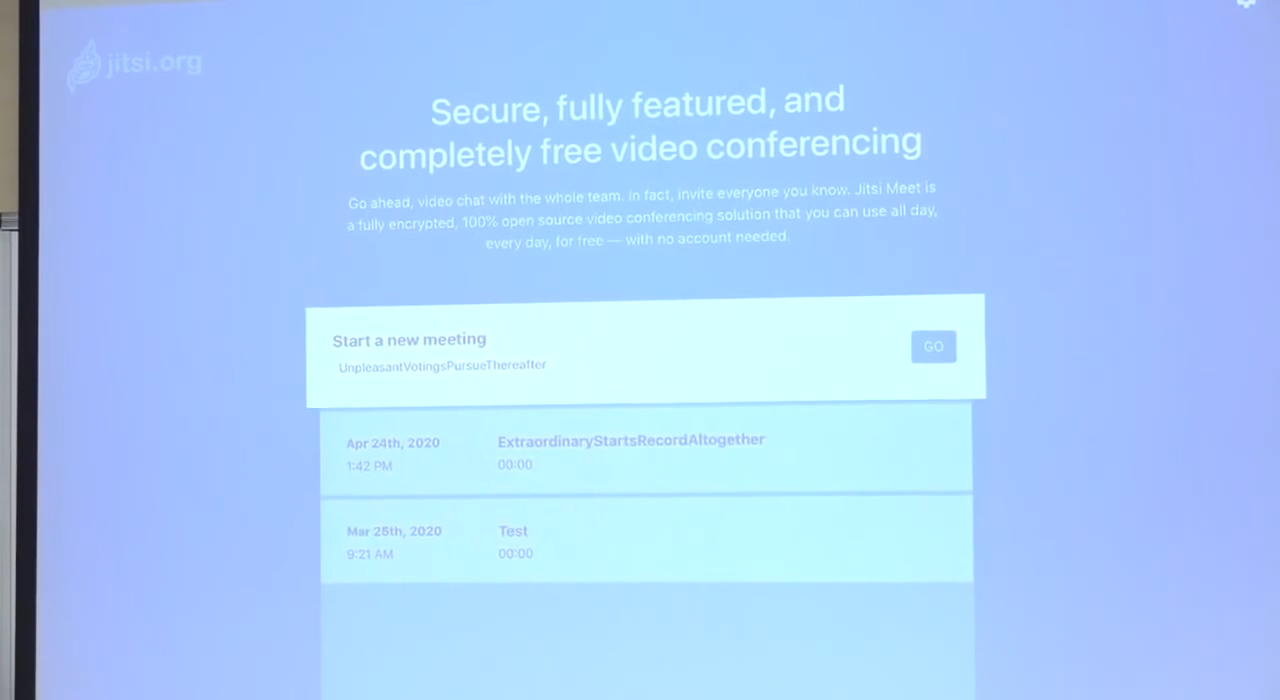 jitsi.org
Secure, fully featured, and
completely free video conferencing
Go ahead, video chat with the whole team. In fact, invite everyone you know. Jitsi Meet is
a fully encrypted, 100% open source video conferencing solution that you can use all day,
every day, for free — with no account needed.
Start a new meeting
UnpleasantVotingsPursueThereafter
GO
Apr 24th, 2020
ExtraordinaryStartsRecordAltogether
1:42 PM
00:00
Mar 25th, 2020
Test
9:21 AM
00:00